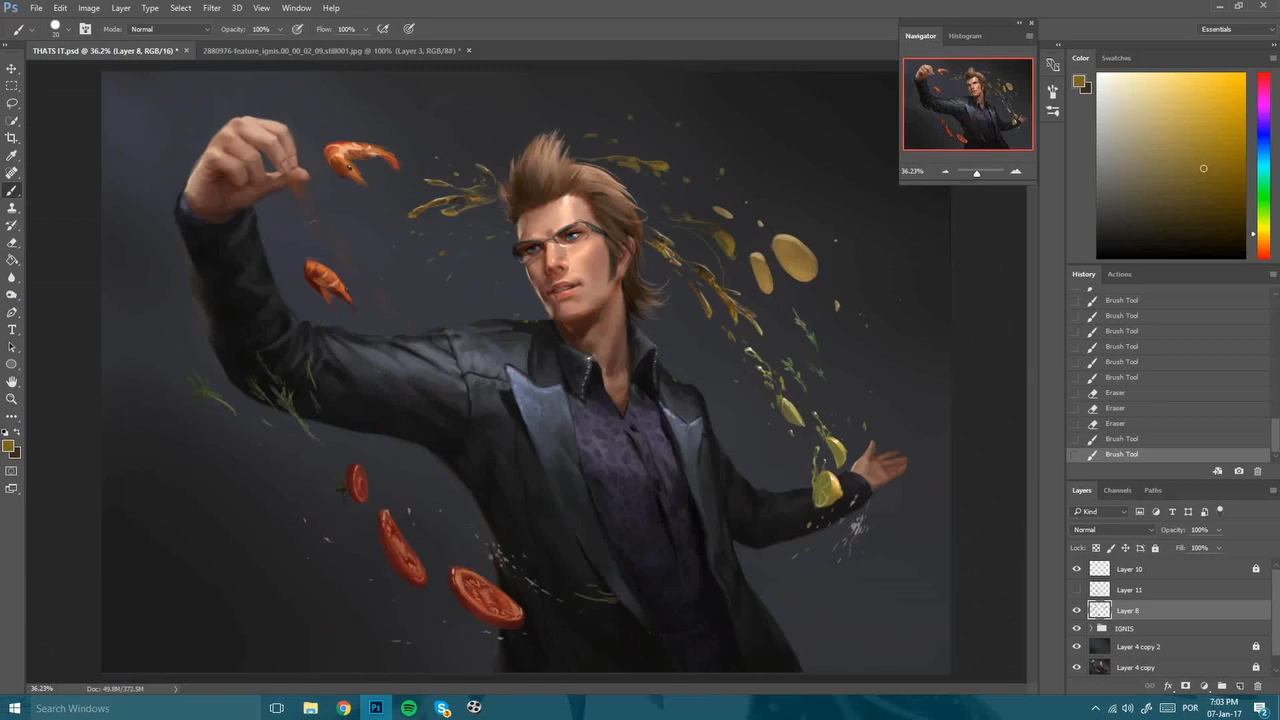 Ps File Edit Image Layer Type Select Filter 3D View Window Help
20 Mode: Normal Opacity: 100% Flow: 100% Essentials
THATS IT.psd @ 36.2% (Layer 8, RGB/16) * × 2880976-feature_ignis.00_00_02_09.still001.jpg @ 100% (Layer 3, RGB/8#) * ×
Navigator Histogram
36.23%
Color Swatches
History Actions
Brush Tool
Brush Tool
Brush Tool
Brush Tool
Brush Tool
Brush Tool
Eraser
Eraser
Eraser
Brush Tool
Brush Tool
Layers Channels Paths
Kind
Normal Opacity: 100%
Lock: Fill: 100%
Layer 10
Layer 11
Layer 8
IGNIS
Layer 4 copy 2
Layer 4 copy
36.23% Doc: 49.8M/372.5M
Search Windows
Ps
POR
7:03 PM
07-Jan-17
2